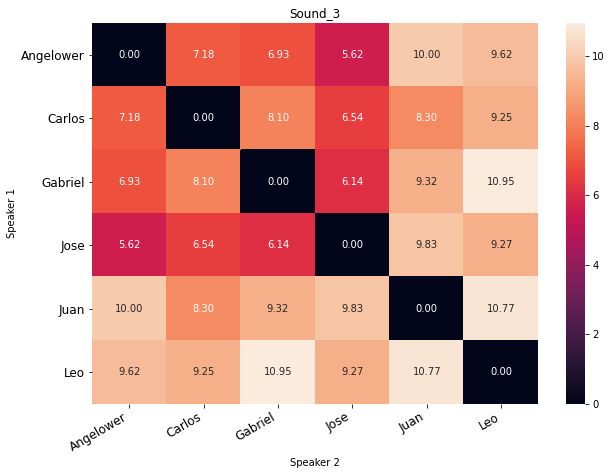 Sound_3
Angelower 0.00 7.18 6.93 5.62 10.00 9.62
Carlos 7.18 0.00 8.10 6.54 8.30 9.25
Gabriel 6.93 8.10 0.00 6.14 9.32 10.95
Jose 5.62 6.54 6.14 0.00 9.83 9.27
Juan 10.00 8.30 9.32 9.83 0.00 10.77
Leo 9.62 9.25 10.95 9.27 10.77 0.00
Speaker 1
Angelower Carlos Gabriel Jose Juan Leo
Speaker 2
10
8
6
4
2
0